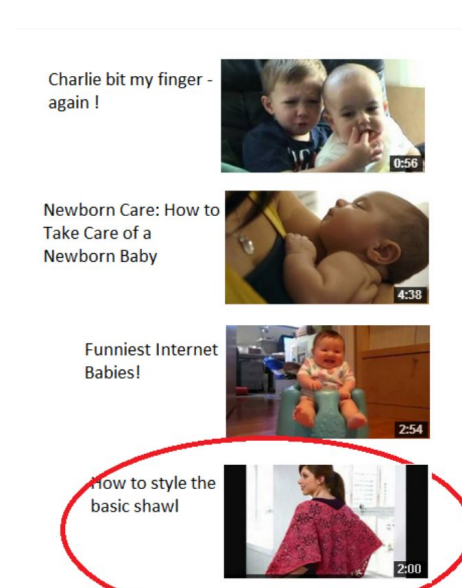 Charlie bit my finger -
again !
0:56
Newborn Care: How to
Take Care of a
Newborn Baby
4:38
Funniest Internet
Babies!
2:54
How to style the
basic shawl
2:00